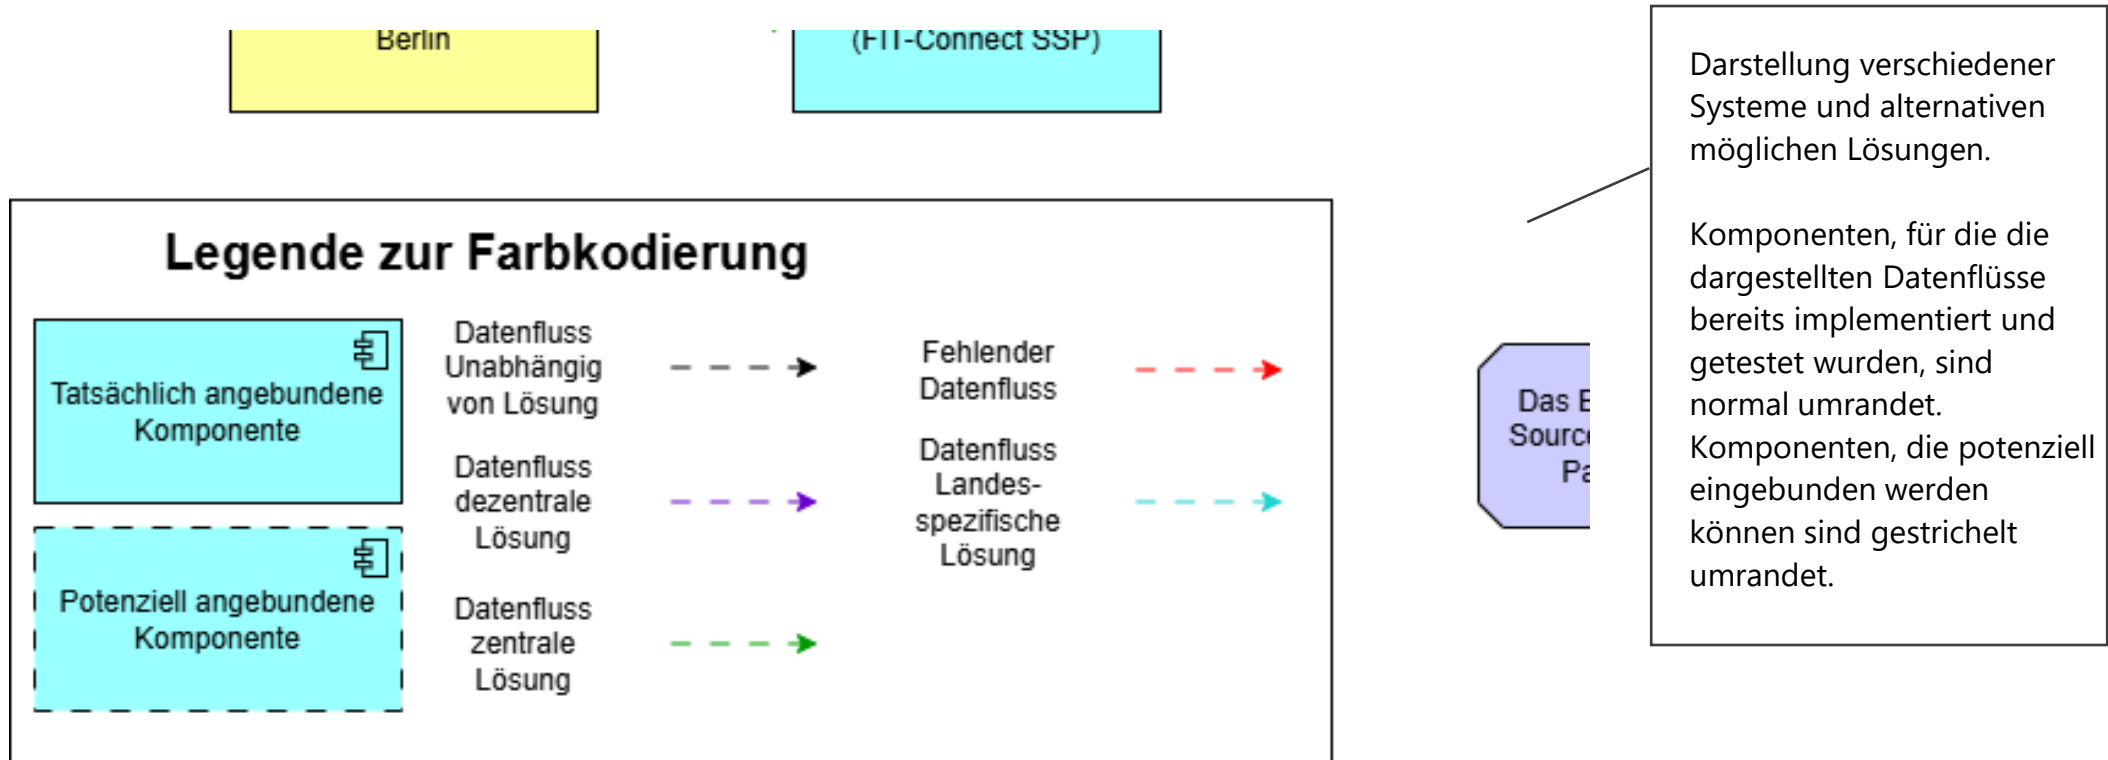 Berlin
(FIT-Connect SSP)
Darstellung verschiedener
Systeme und alternativen
möglichen Lösungen.
Komponenten, für die die
dargestellten Datenflüsse
bereits implementiert und
getestet wurden, sind
normal umrandet.
Komponenten, die potenziell
eingebunden werden
können sind gestrichelt
umrandet.
Legende zur Farbkodierung
Tatsächlich angebundene
Komponente
Potenziell angebundene
Komponente
Datenfluss
Unabhängig
von Lösung
Datenfluss
dezentrale
Lösung
Datenfluss
zentrale
Lösung
Fehlender
Datenfluss
Datenfluss
Landes-
spezifische
Lösung
Das